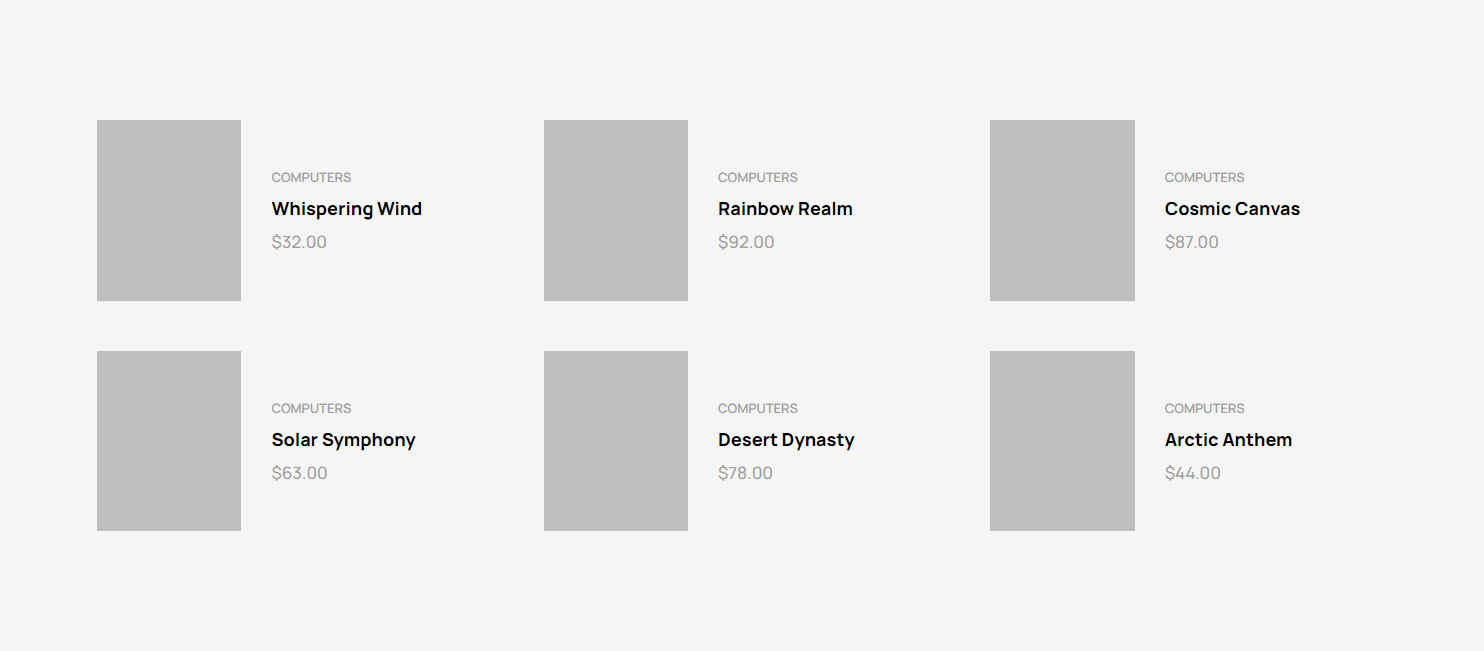 COMPUTERS
Whispering Wind
$32.00
COMPUTERS
Rainbow Realm
$92.00
COMPUTERS
Cosmic Canvas
$87.00
COMPUTERS
Solar Symphony
$63.00
COMPUTERS
Desert Dynasty
$78.00
COMPUTERS
Arctic Anthem
$44.00